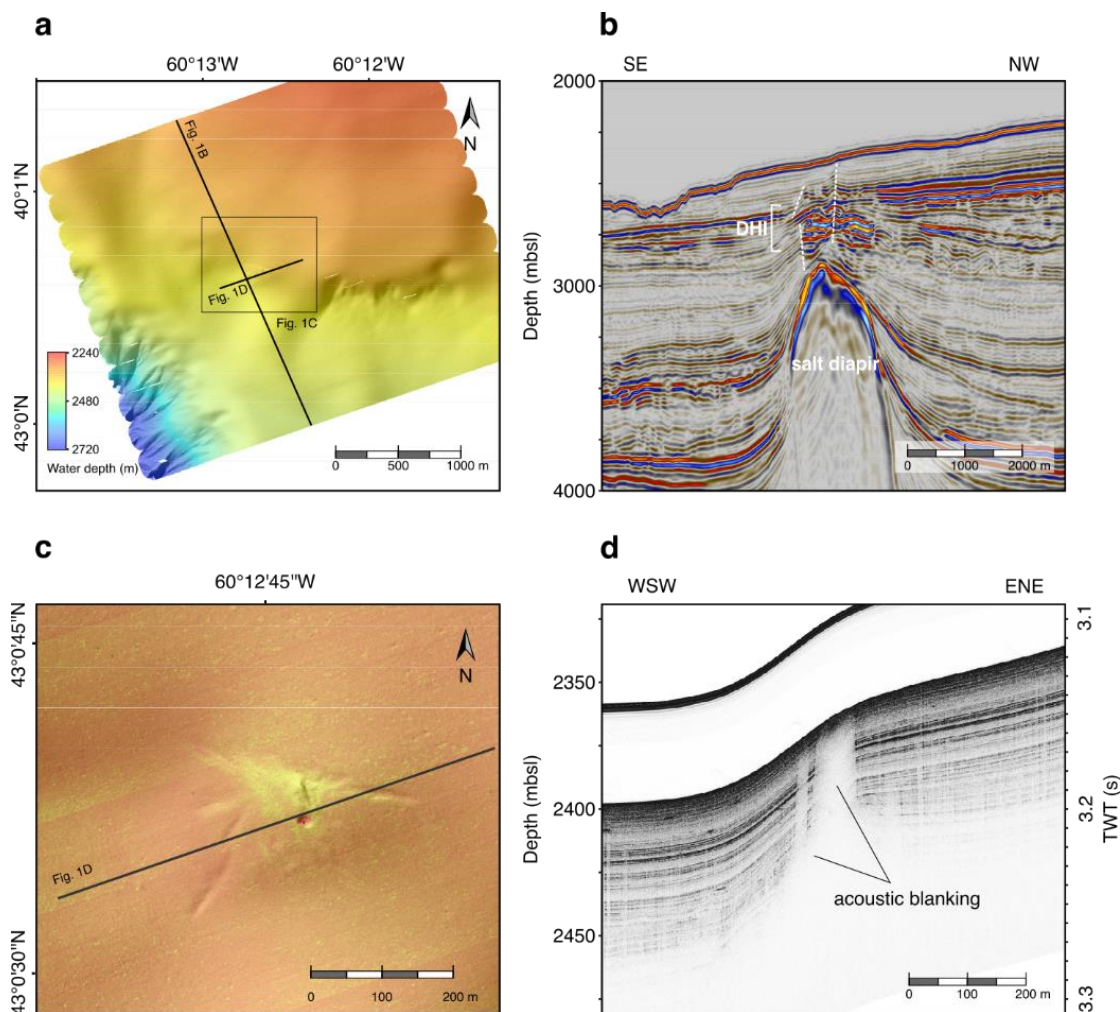 a
60°13'W 60°12'W
40°1'N
43°0'N
Fig. 1B
N
Fig. 1D
Fig. 1C
2240
2480
2720
Water depth (m)
0 500 1000 m
b
SE NW
2000
3000
4000
Depth (mbsl)
DHI
salt diapir
0 1000 2000 m
c
60°12'45"W
43°0'45"N
43°0'30"N
N
Fig. 1D
0 100 200 m
d
WSW ENE
2350
2400
2450
Depth (mbsl)
3.1
3.2
3.3
TWT (s)
acoustic blanking
0 100 200 m